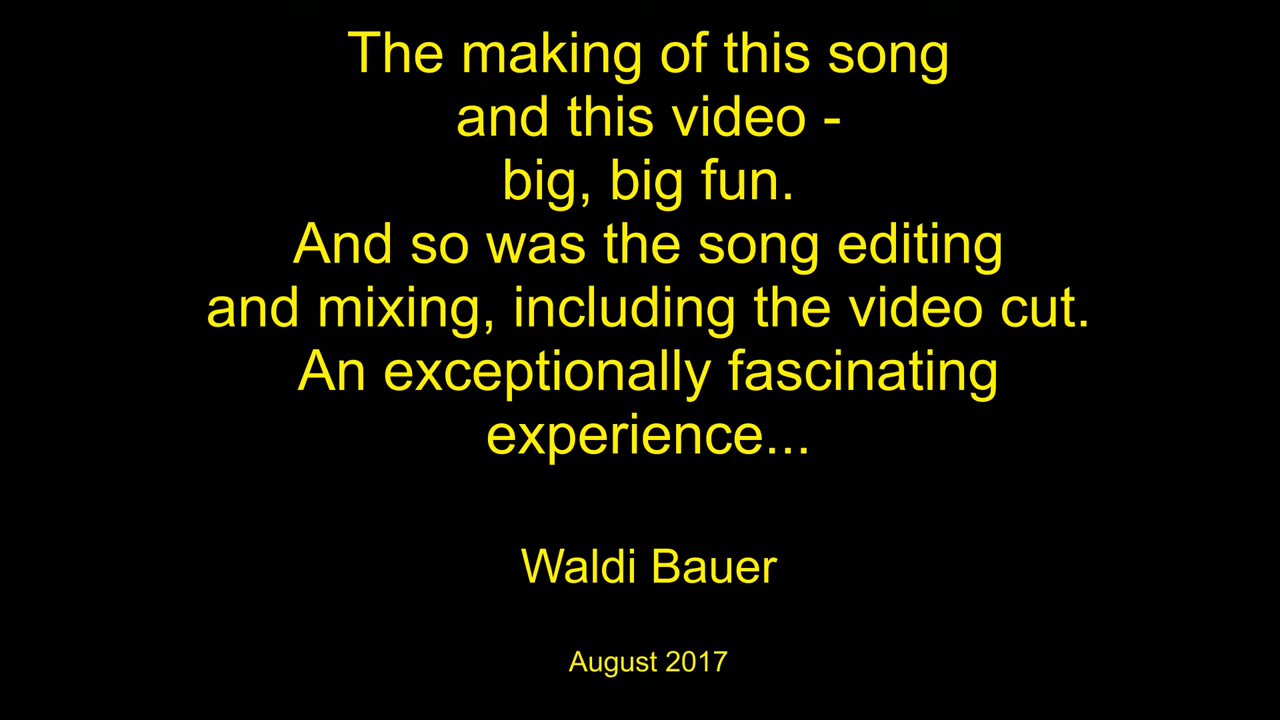 The making of this song
and this video -
big, big fun.
And so was the song editing
and mixing, including the video cut.
An exceptionally fascinating
experience...
Waldi Bauer
August 2017